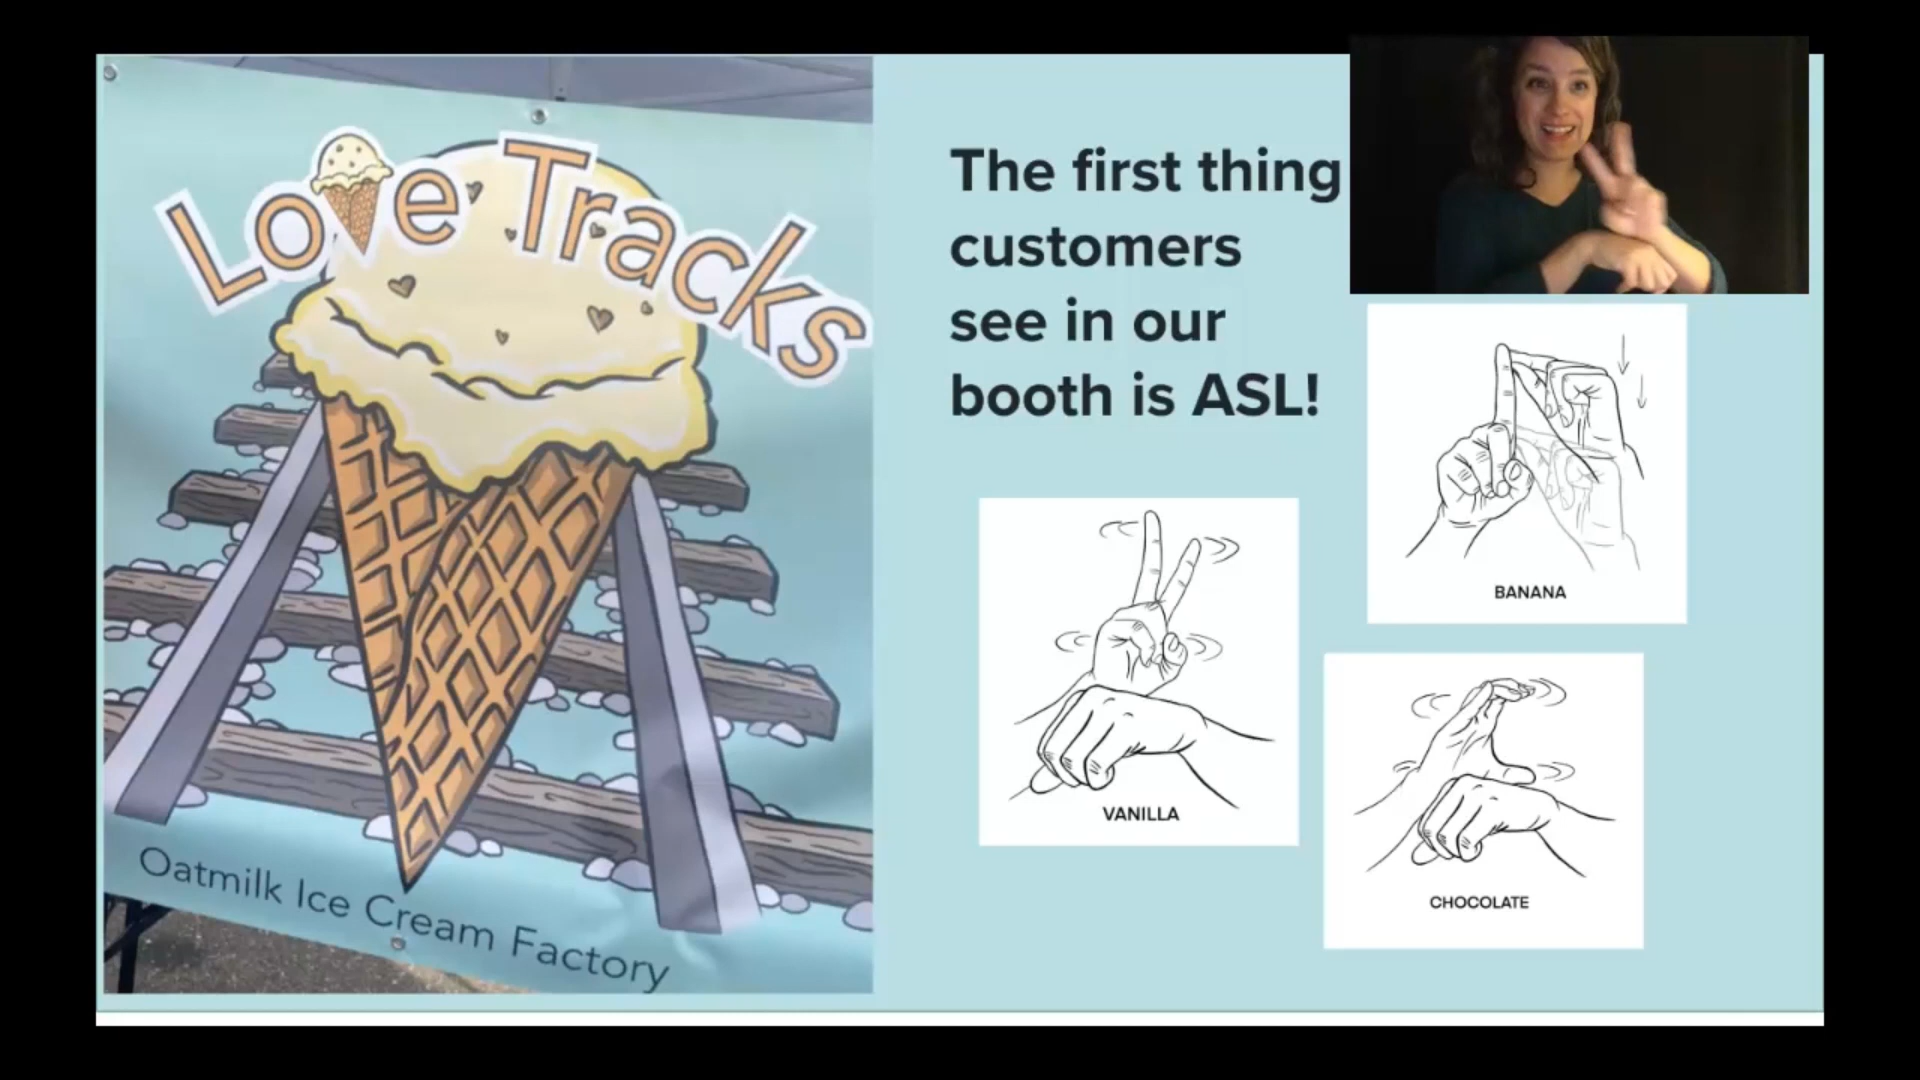 Love Tracks
Oatmilk Ice Cream Factory
The first thing
customers
see in our
booth is ASL!
BANANA
VANILLA
CHOCOLATE